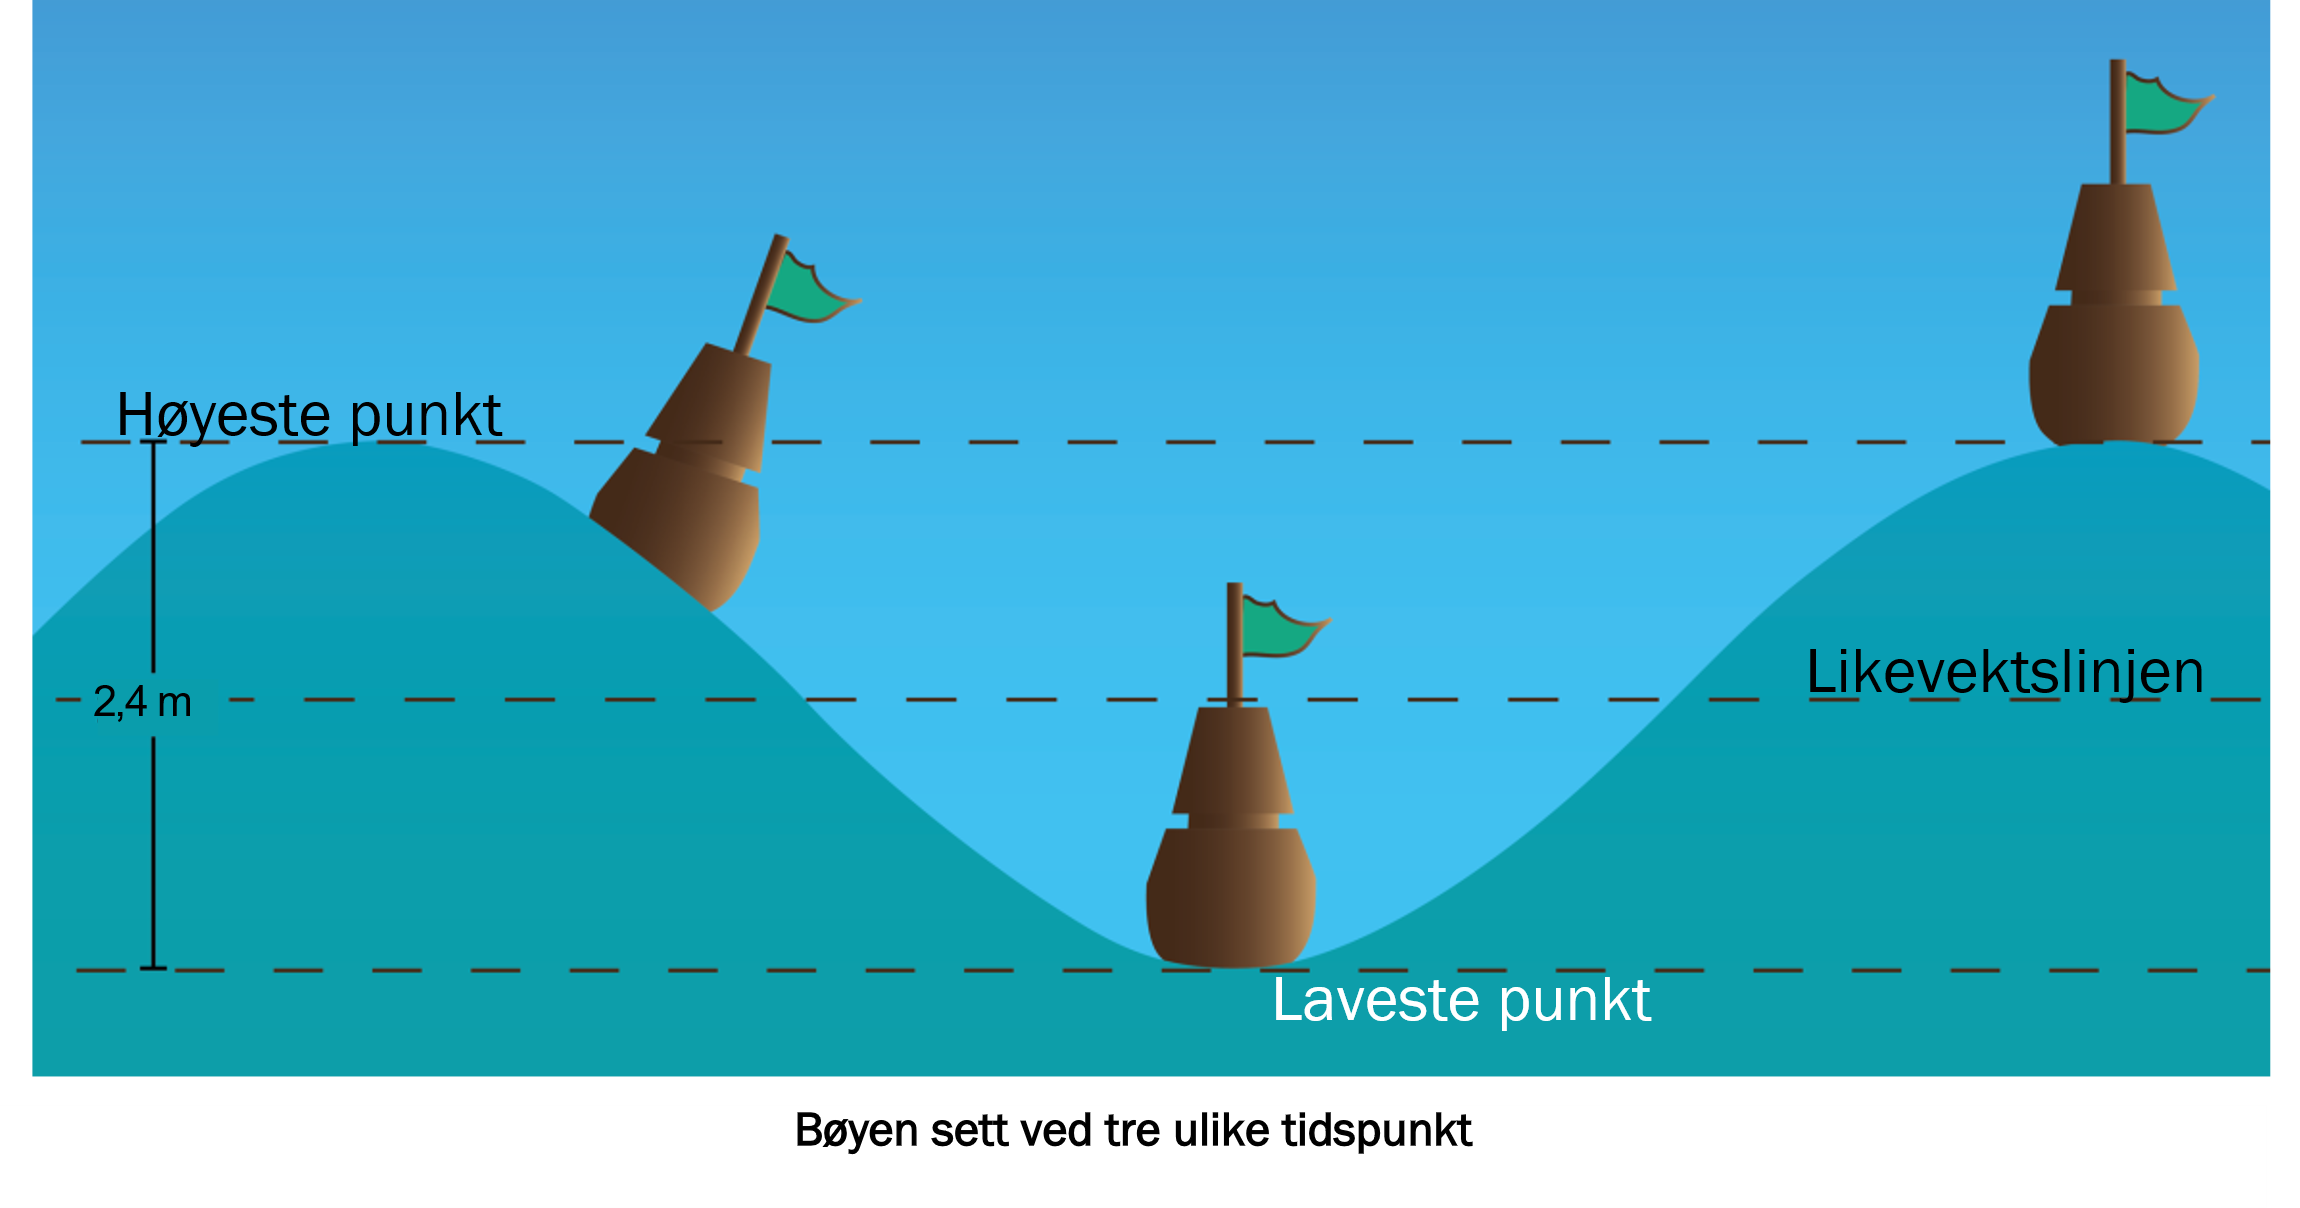 Høyeste punkt
Likevektslinjen
2,4 m
Laveste punkt
Bøyen sett ved tre ulike tidspunkt